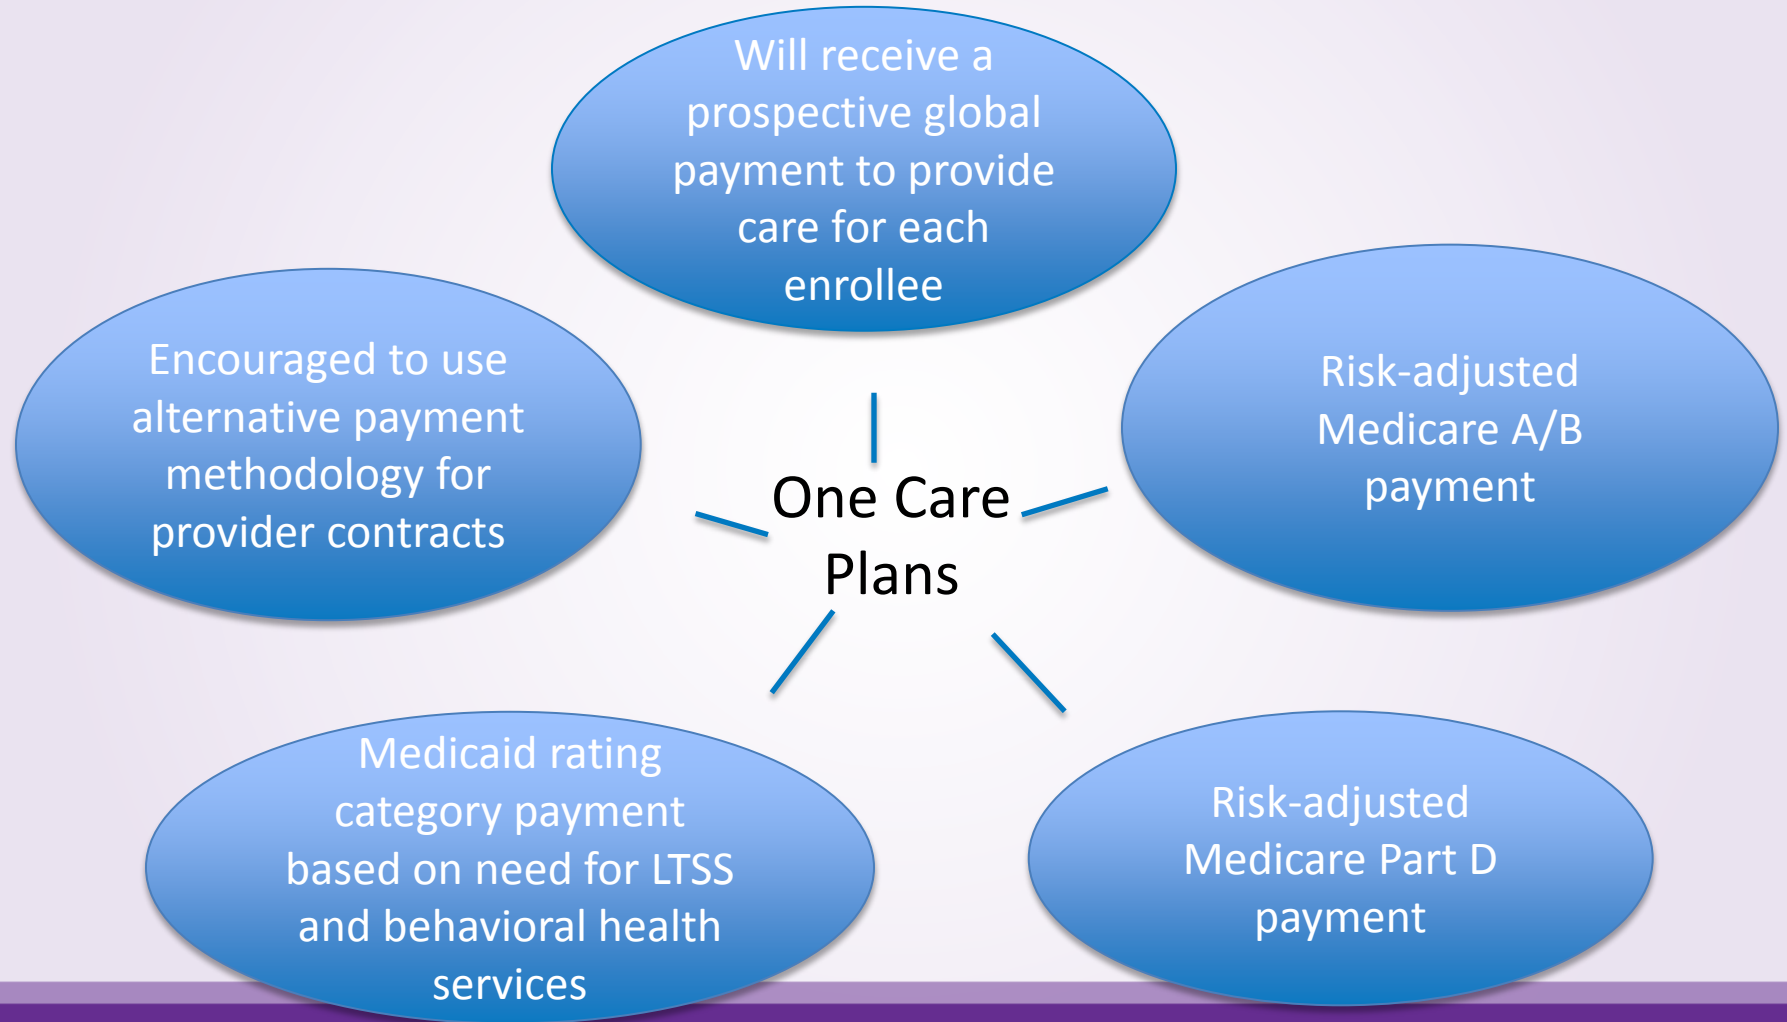 Will receive a
prospective global
payment to provide
care for each
enrollee
Encouraged to use
alternative payment
methodology for
provider contracts
Risk-adjusted
Medicare A/B
payment
One Care
Plans
Medicaid rating
category payment
based on need for LTSS
and behavioral health
services
Risk-adjusted
Medicare Part D
payment